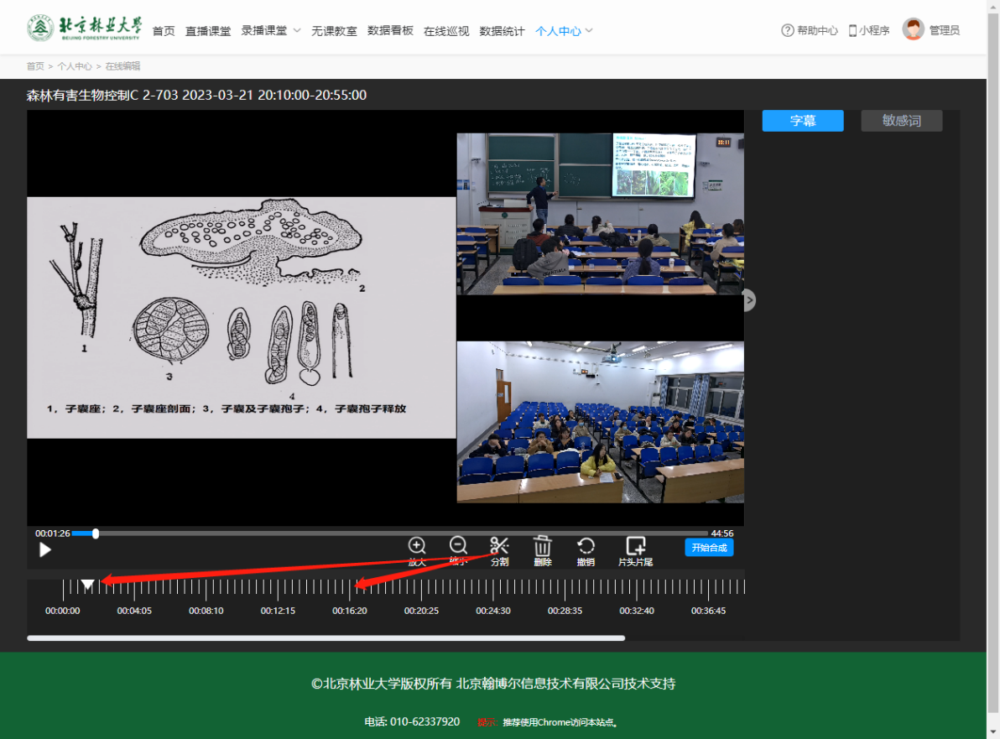 北京林业大学
BEIJING FORESTRY UNIVERSITY
首页 直播课堂 录播课堂 无课教室 数据看板 在线巡视 数据统计 个人中心 帮助中心 小程序 管理员
首页 > 个人中心 > 在线编辑
森林有害生物控制C 2-703 2023-03-21 20:10:00-20:55:00
字幕 敏感词
1
2
3
4
1，子囊座；2，子囊座剖面；3，子囊及子囊孢子；4，子囊孢子释放
00:01:26 44:56
放大 缩小 分割 删除 撤销 片头片尾 开始合成
00:00:00 00:04:05 00:08:10 00:12:15 00:16:20 00:20:25 00:24:30 00:28:35 00:32:40 00:36:45
©北京林业大学版权所有 北京翰博尔信息技术有限公司技术支持
电话: 010-62337920 提示: 推荐使用Chrome访问本站点。